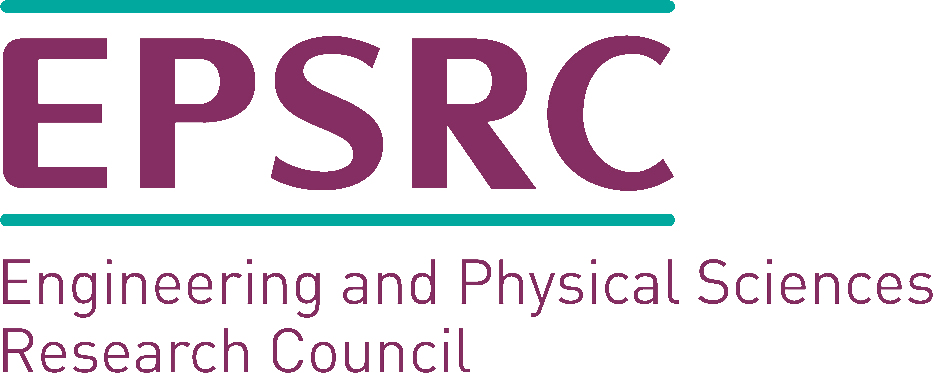 EPSRC
Engineering and Physical Sciences
Research Council